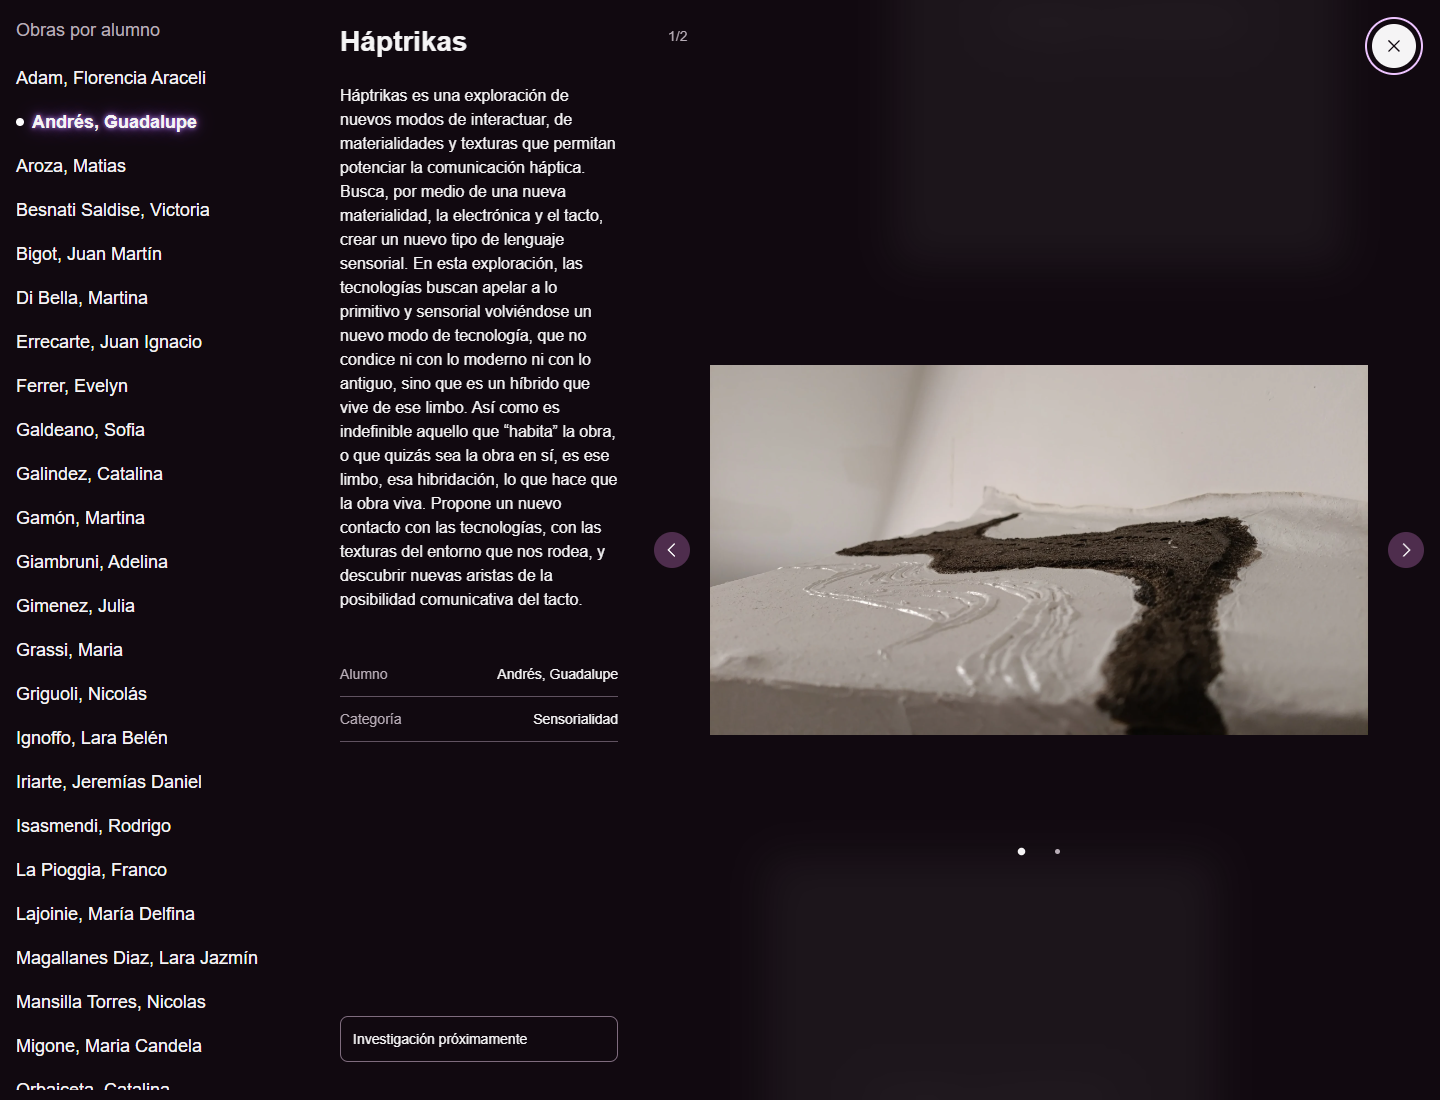 Obras por alumno
Adam, Florencia Araceli
Andrés, Guadalupe
Aroza, Matias
Besnati Saldise, Victoria
Bigot, Juan Martín
Di Bella, Martina
Errecarte, Juan Ignacio
Ferrer, Evelyn
Galdeano, Sofia
Galindez, Catalina
Gamón, Martina
Giambruni, Adelina
Gimenez, Julia
Grassi, Maria
Griguoli, Nicolás
Ignoffo, Lara Belén
Iriarte, Jeremías Daniel
Isasmendi, Rodrigo
La Pioggia, Franco
Lajoinie, María Delfina
Magallanes Diaz, Lara Jazmín
Mansilla Torres, Nicolas
Migone, Maria Candela
Orbaiceta, Catalina
Háptrikas
Háptrikas es una exploración de
nuevos modos de interactuar, de
materialidades y texturas que permitan
potenciar la comunicación háptica.
Busca, por medio de una nueva
materialidad, la electrónica y el tacto,
crear un nuevo tipo de lenguaje
sensorial. En esta exploración, las
tecnologías buscan apelar a lo
primitivo y sensorial volviéndose un
nuevo modo de tecnología, que no
condice ni con lo moderno ni con lo
antiguo, sino que es un híbrido que
vive de ese limbo. Así como es
indefinible aquello que “habita” la obra,
o que quizás sea la obra en sí, es ese
limbo, esa hibridación, lo que hace que
la obra viva. Propone un nuevo
contacto con las tecnologías, con las
texturas del entorno que nos rodea, y
descubrir nuevas aristas de la
posibilidad comunicativa del tacto.
Alumno Andrés, Guadalupe
Categoría Sensorialidad
Investigación próximamente
1/2